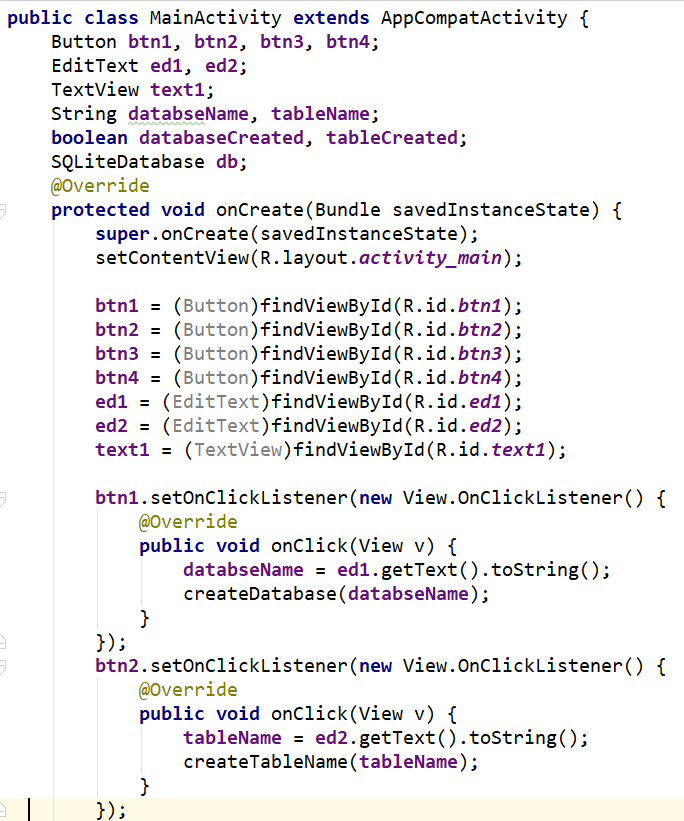 public class MainActivity extends AppCompatActivity {
    Button btn1, btn2, btn3, btn4;
    EditText ed1, ed2;
    TextView text1;
    String databseName, tableName;
    boolean databaseCreated, tableCreated;
    SQLiteDatabase db;
    @Override
    protected void onCreate(Bundle savedInstanceState) {
        super.onCreate(savedInstanceState);
        setContentView(R.layout.activity_main);

        btn1 = (Button)findViewById(R.id.btn1);
        btn2 = (Button)findViewById(R.id.btn2);
        btn3 = (Button)findViewById(R.id.btn3);
        btn4 = (Button)findViewById(R.id.btn4);
        ed1 = (EditText)findViewById(R.id.ed1);
        ed2 = (EditText)findViewById(R.id.ed2);
        text1 = (TextView)findViewById(R.id.text1);

        btn1.setOnClickListener(new View.OnClickListener() {
            @Override
            public void onClick(View v) {
                databseName = ed1.getText().toString();
                createDatabase(databseName);
            }
        });
        btn2.setOnClickListener(new View.OnClickListener() {
            @Override
            public void onClick(View v) {
                tableName = ed2.getText().toString();
                createTableName(tableName);
            }
        });